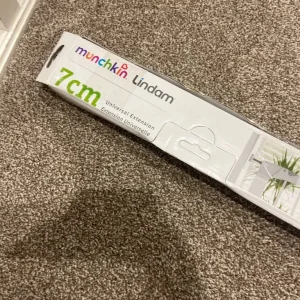 munchkin Lindam
7cm
Universal Extension
Extension Universelle